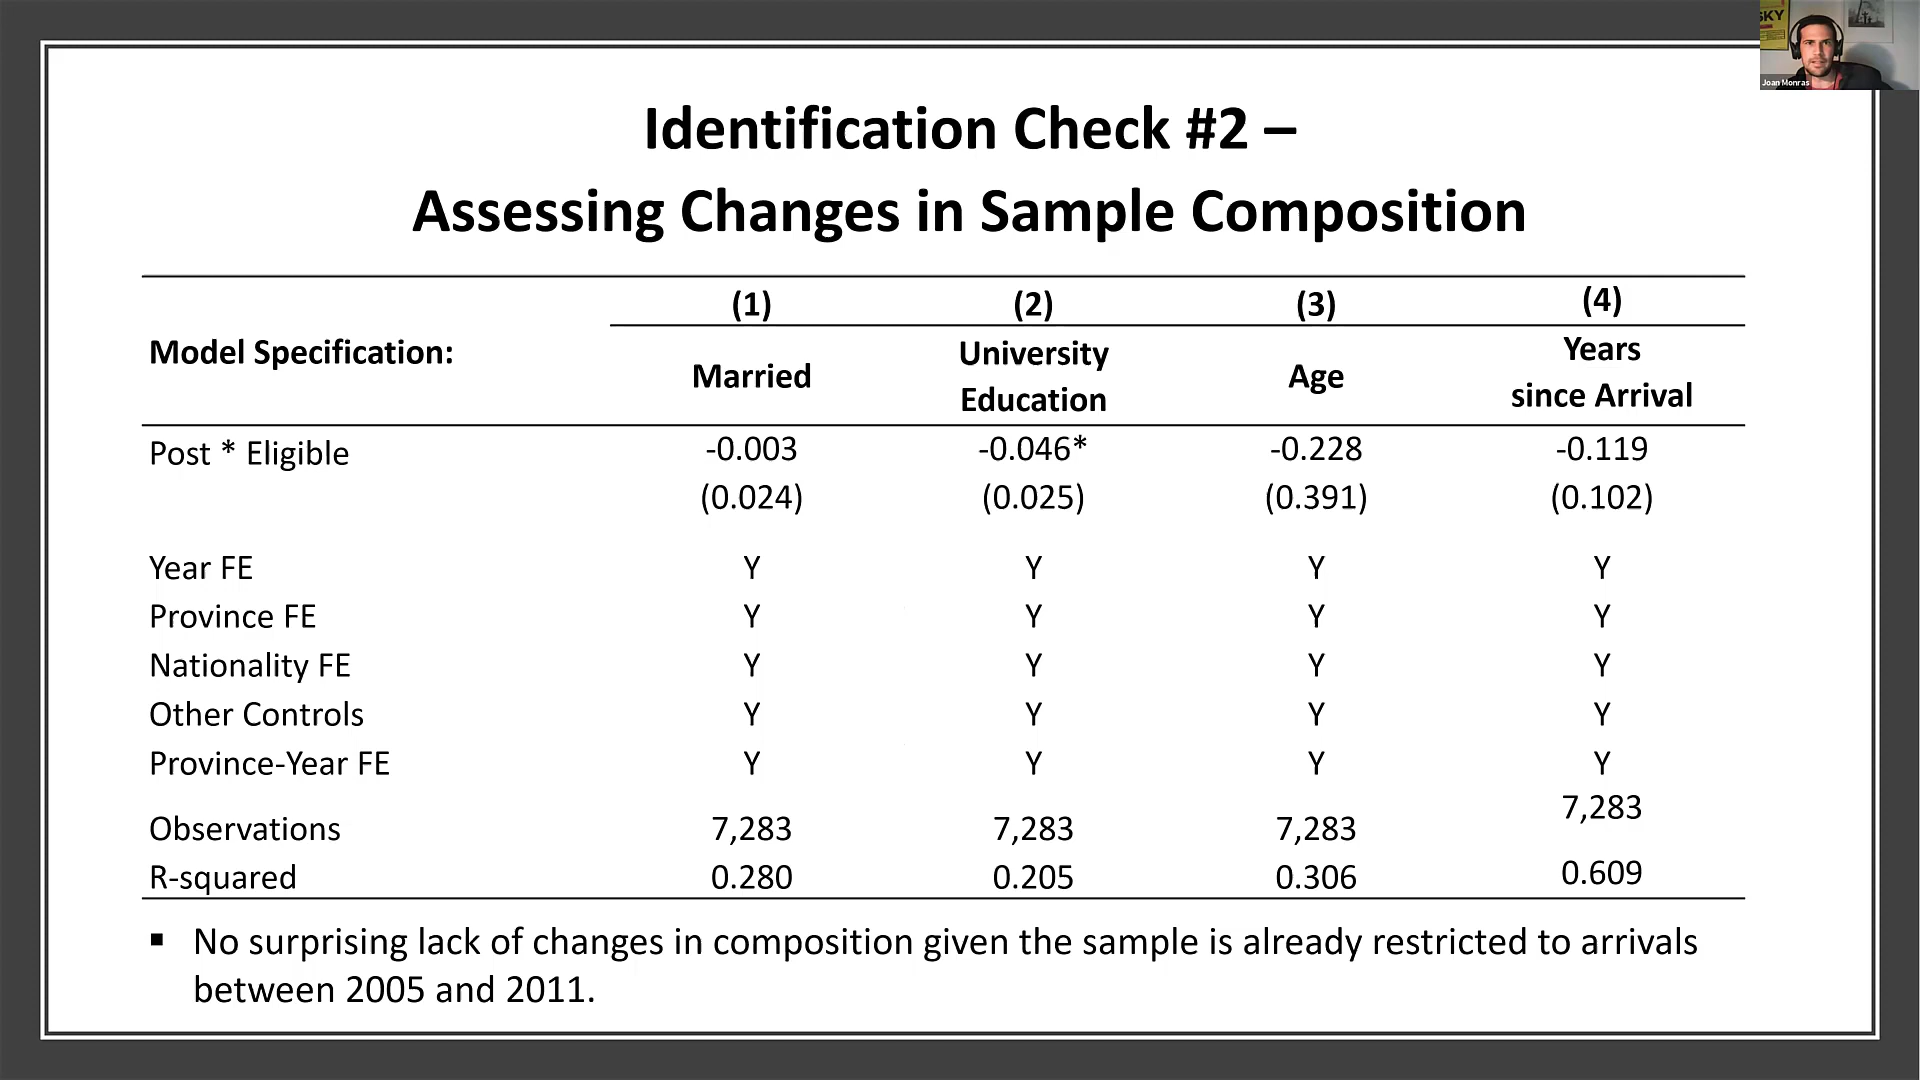 SKY
Joan Monras
Identification Check #2 –
Assessing Changes in Sample Composition
Model Specification: (1) (2) (3) (4)
Married University Education Age Years since Arrival
Post * Eligible -0.003 -0.046* -0.228 -0.119
(0.024) (0.025) (0.391) (0.102)
Year FE Y Y Y Y
Province FE Y Y Y Y
Nationality FE Y Y Y Y
Other Controls Y Y Y Y
Province-Year FE Y Y Y Y
Observations 7,283 7,283 7,283 7,283
R-squared 0.280 0.205 0.306 0.609
▪ No surprising lack of changes in composition given the sample is already restricted to arrivals
between 2005 and 2011.